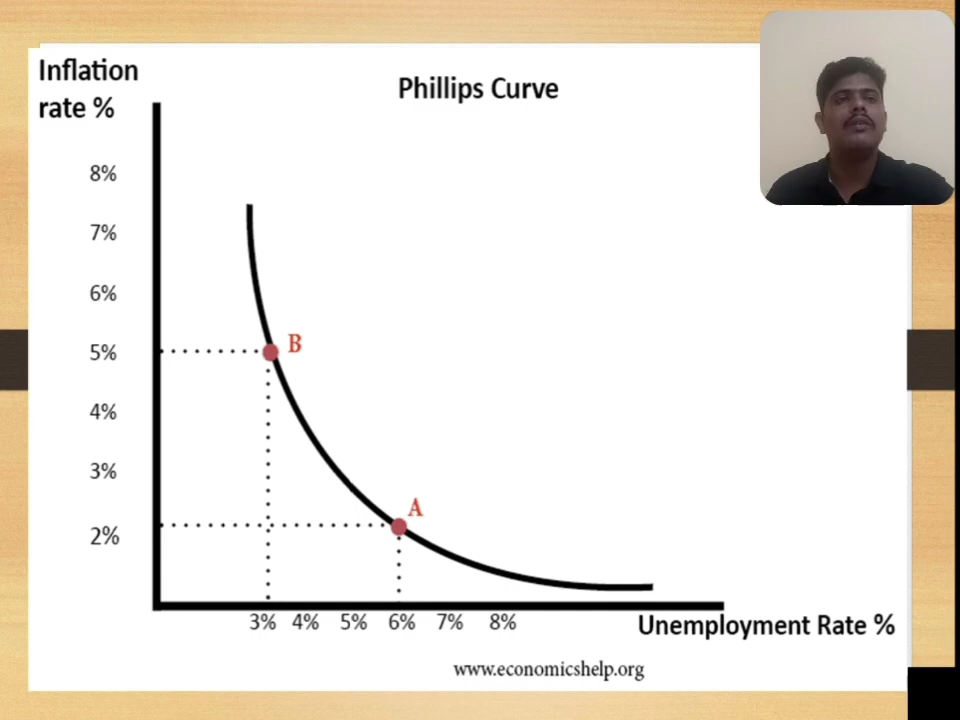 Inflation
rate %
Phillips Curve
8%
7%
6%
5%
4%
3%
2%
B
A
3% 4% 5% 6% 7% 8%
Unemployment Rate %
www.economicshelp.org